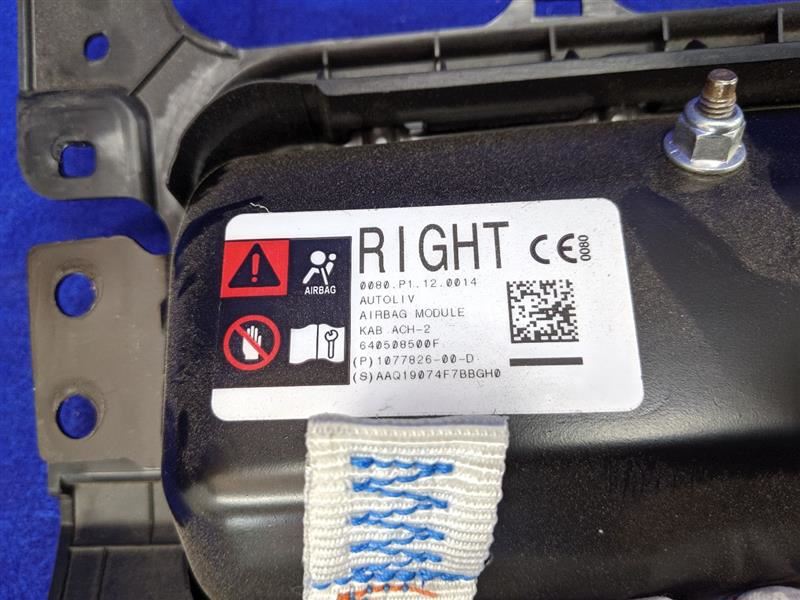 RIGHT
CE 0080
AIRBAG
0080.P1.12.0014
AUTOLIV
AIRBAG MODULE
KAB ACH-2
640508500F
(P)1077826-00-D
(S)AAQ19074F7BBGH0